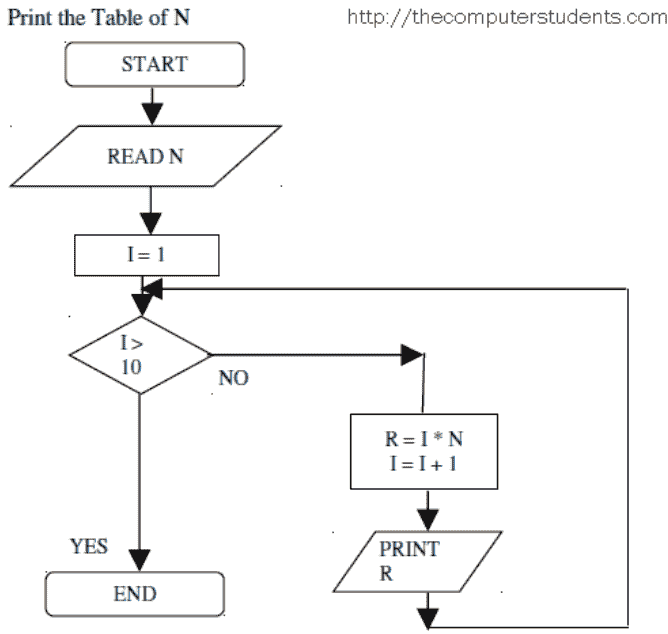 Print the Table of N
http://thecomputerstudents.com
START
READ N
I = 1
I >
10
NO
R = I * N
I = I + 1
PRINT
R
YES
END